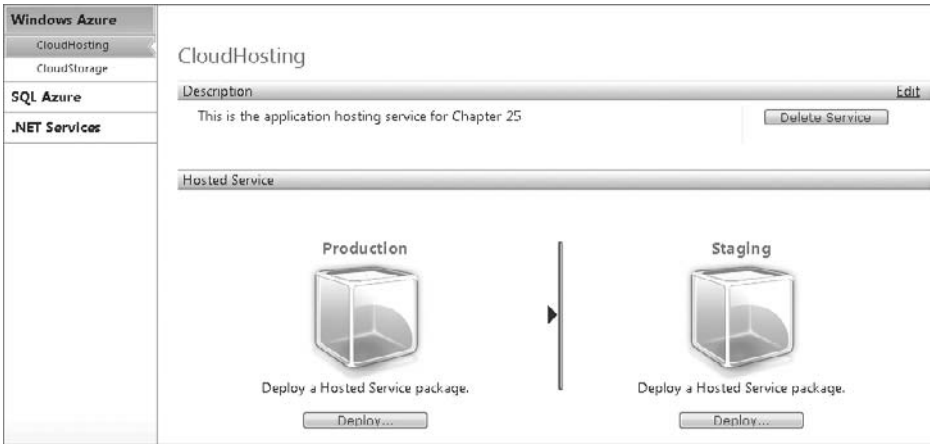 Windows Azure
CloudHosting
CloudStorage
SQL Azure
.NET Services
CloudHosting
Description Edit
This is the application hosting service for Chapter 25
Delete Service
Hosted Service
Production
Deploy a Hosted Service package.
Deploy...
Staging
Deploy a Hosted Service package.
Deploy...